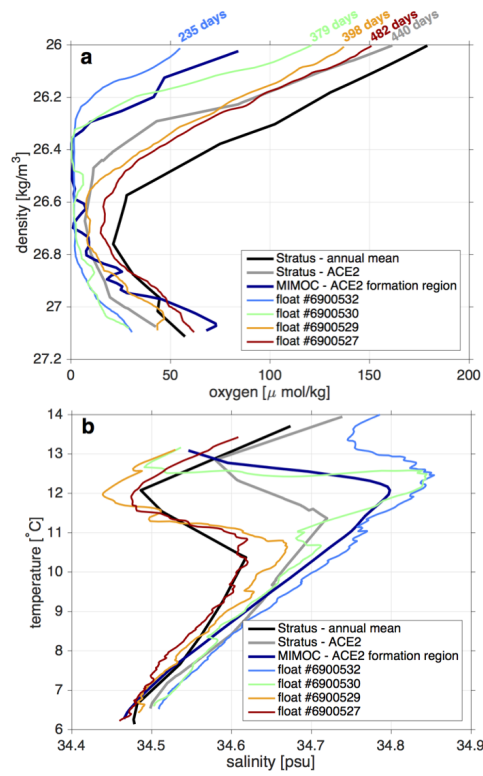 235 days
379 days
398 days
482 days
440 days
a
26
26.2
26.4
26.6
26.8
27
27.2
density [kg/m³]
Stratus - annual mean
Stratus - ACE2
MIMOC - ACE2 formation region
float #6900532
float #6900530
float #6900529
float #6900527
0 50 100 150 200
oxygen [μ mol/kg]
b
14
13
12
11
10
9
8
7
6
temperature [°C]
Stratus - annual mean
Stratus - ACE2
MIMOC - ACE2 formation region
float #6900532
float #6900530
float #6900529
float #6900527
34.4 34.5 34.6 34.7 34.8 34.9
salinity [psu]